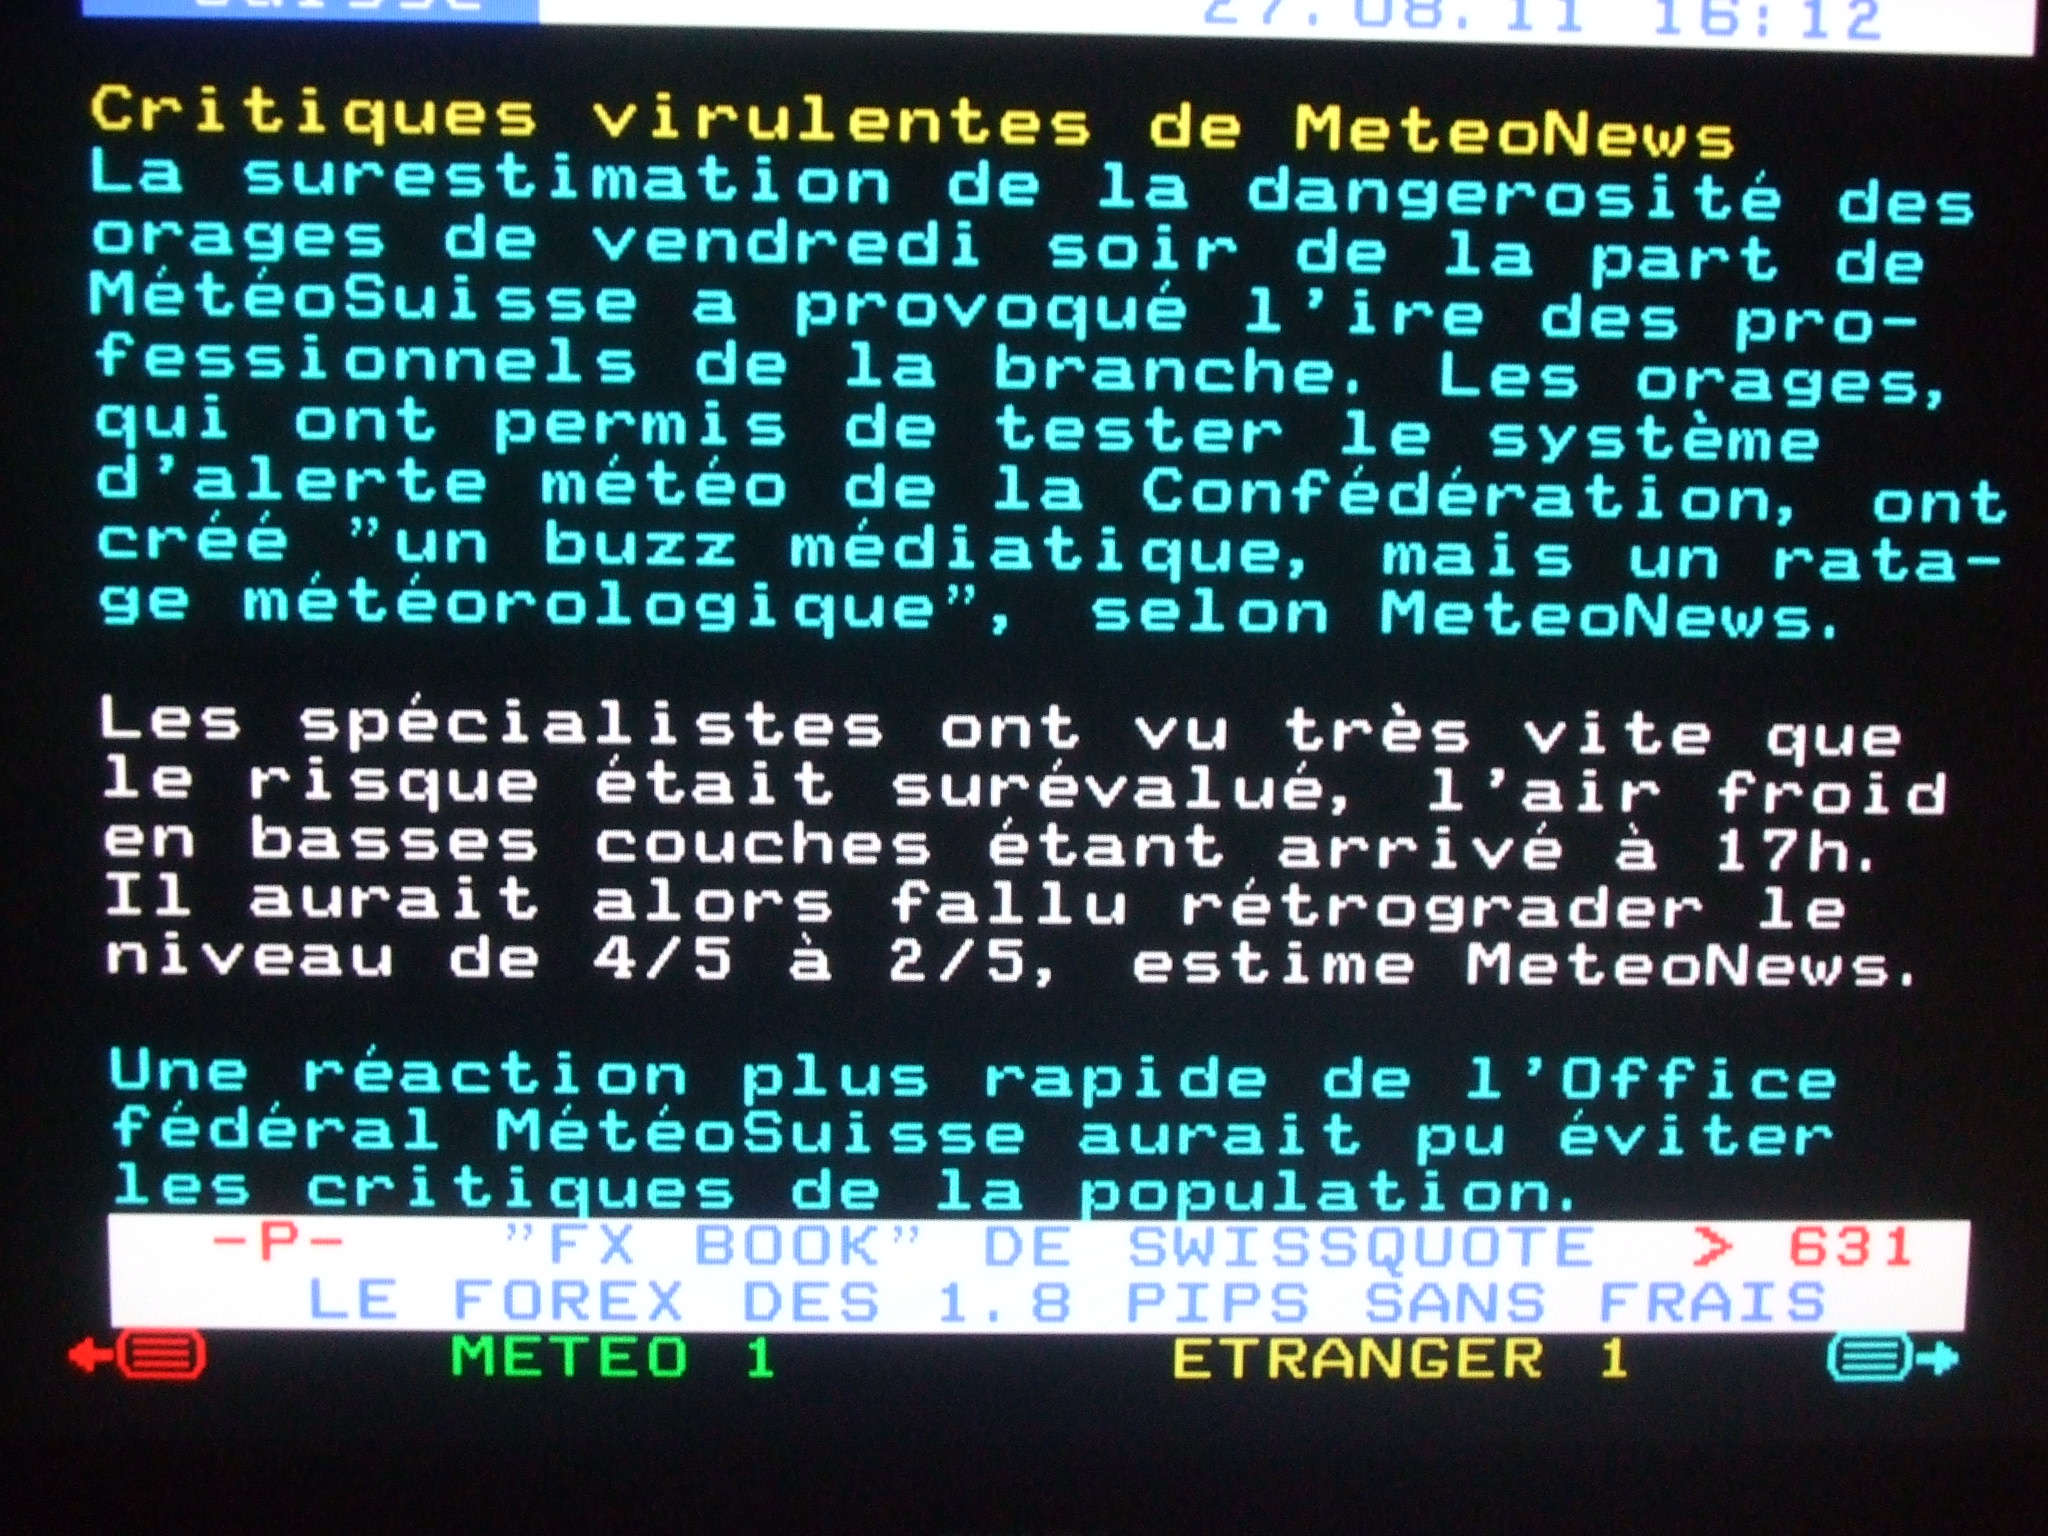 Suisse 27.08.11 16:12
Critiques virulentes de MeteoNews
La surestimation de la dangerosité des
orages de vendredi soir de la part de
MétéoSuisse a provoqué l'ire des pro-
fessionnels de la branche. Les orages,
qui ont permis de tester le système
d'alerte météo de la Confédération, ont
créé "un buzz médiatique, mais un rata-
ge météorologique", selon MeteoNews.
Les spécialistes ont vu très vite que
le risque était surévalué, l'air froid
en basses couches étant arrivé à 17h.
Il aurait alors fallu rétrograder le
niveau de 4/5 à 2/5, estime MeteoNews.
Une réaction plus rapide de l'Office
fédéral MétéoSuisse aurait pu éviter
les critiques de la population.
-P- "FX BOOK" DE SWISSQUOTE > 631
LE FOREX DES 1.8 PIPS SANS FRAIS
METEO 1 ETRANGER 1